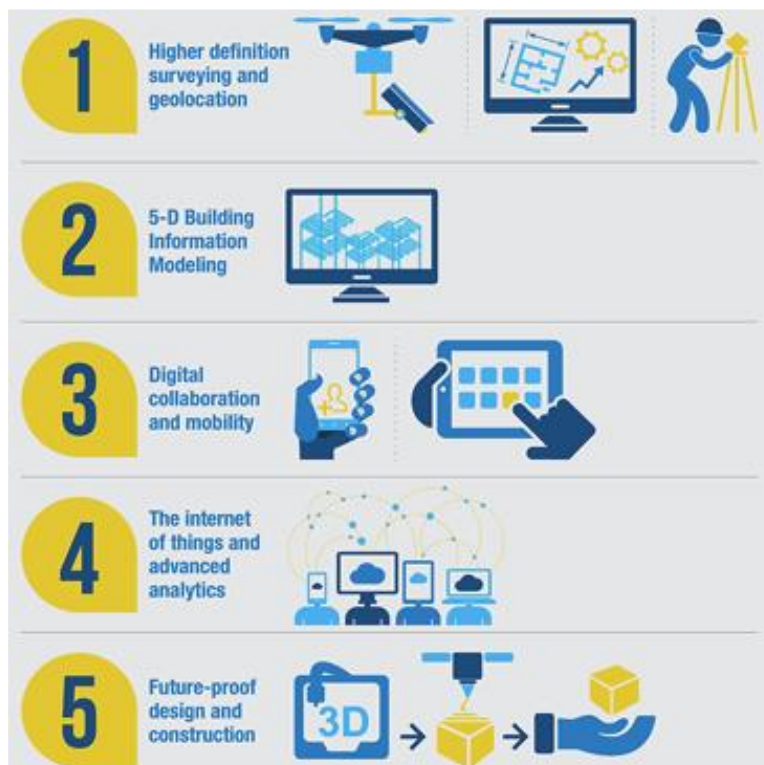 1
Higher definition
surveying and
geolocation
2
5-D Building
Information
Modeling
3
Digital
collaboration
and mobility
4
The internet
of things and
advanced
analytics
5
Future-proof
design and
construction
3D